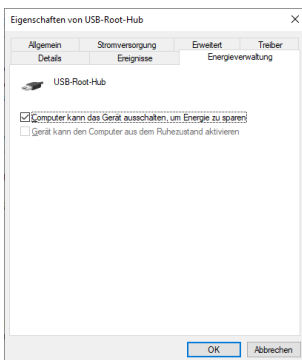 Eigenschaften von USB-Root-Hub
Allgemein Stromversorgung Erweitert Treiber
Details Ereignisse Energieverwaltung
USB-Root-Hub
Computer kann das Gerät ausschalten, um Energie zu sparen
Gerät kann den Computer aus dem Ruhezustand aktivieren
OK Abbrechen